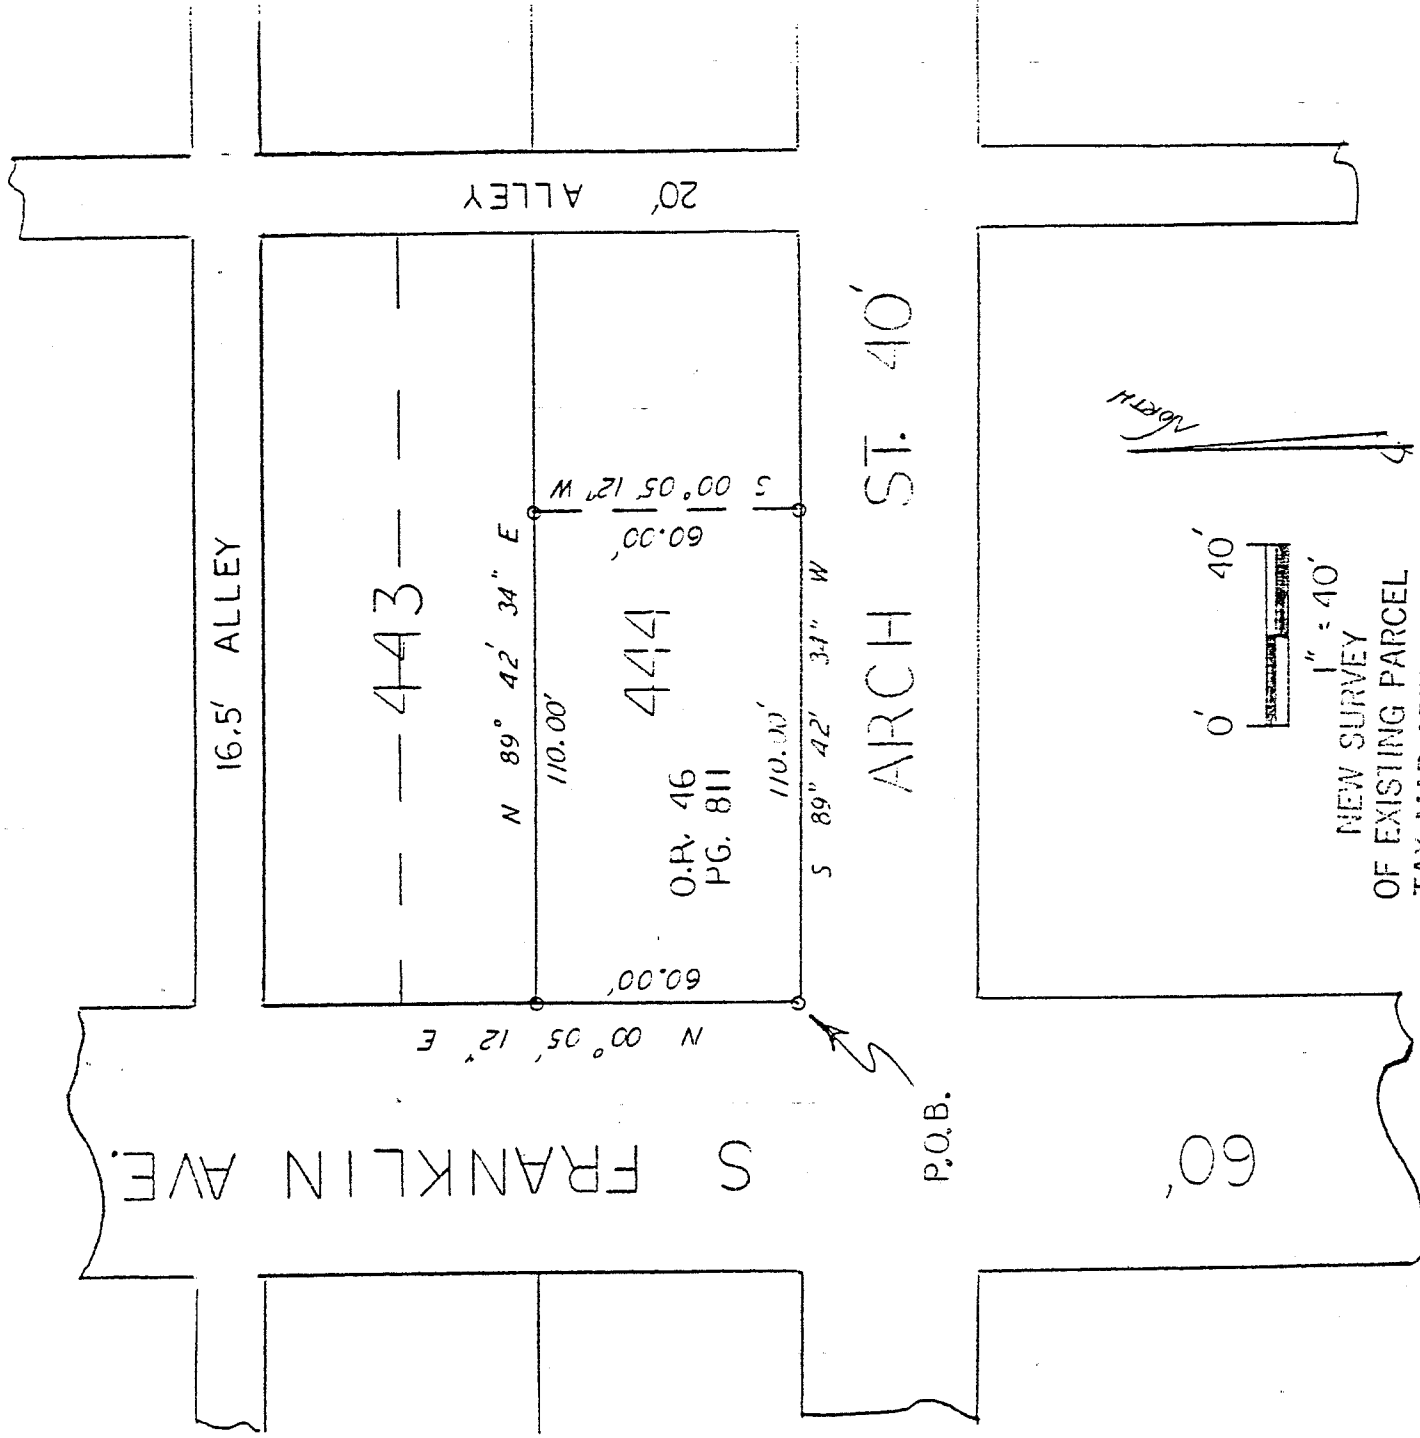 16.5' ALLEY
20' ALLEY
443
N 89° 42' 34" E
110.00'
S 00° 05' 12" W
60.00'
444
O.R. 46
PG. 811
60.00'
N 00° 05' 12" E
110.00'
S 89" 42' 34" W
ARCH ST. 40'
S FRANKLIN AVE.
60'
P.O.B.
NORTH
0' 40'
1" = 40'
NEW SURVEY
OF EXISTING PARCEL